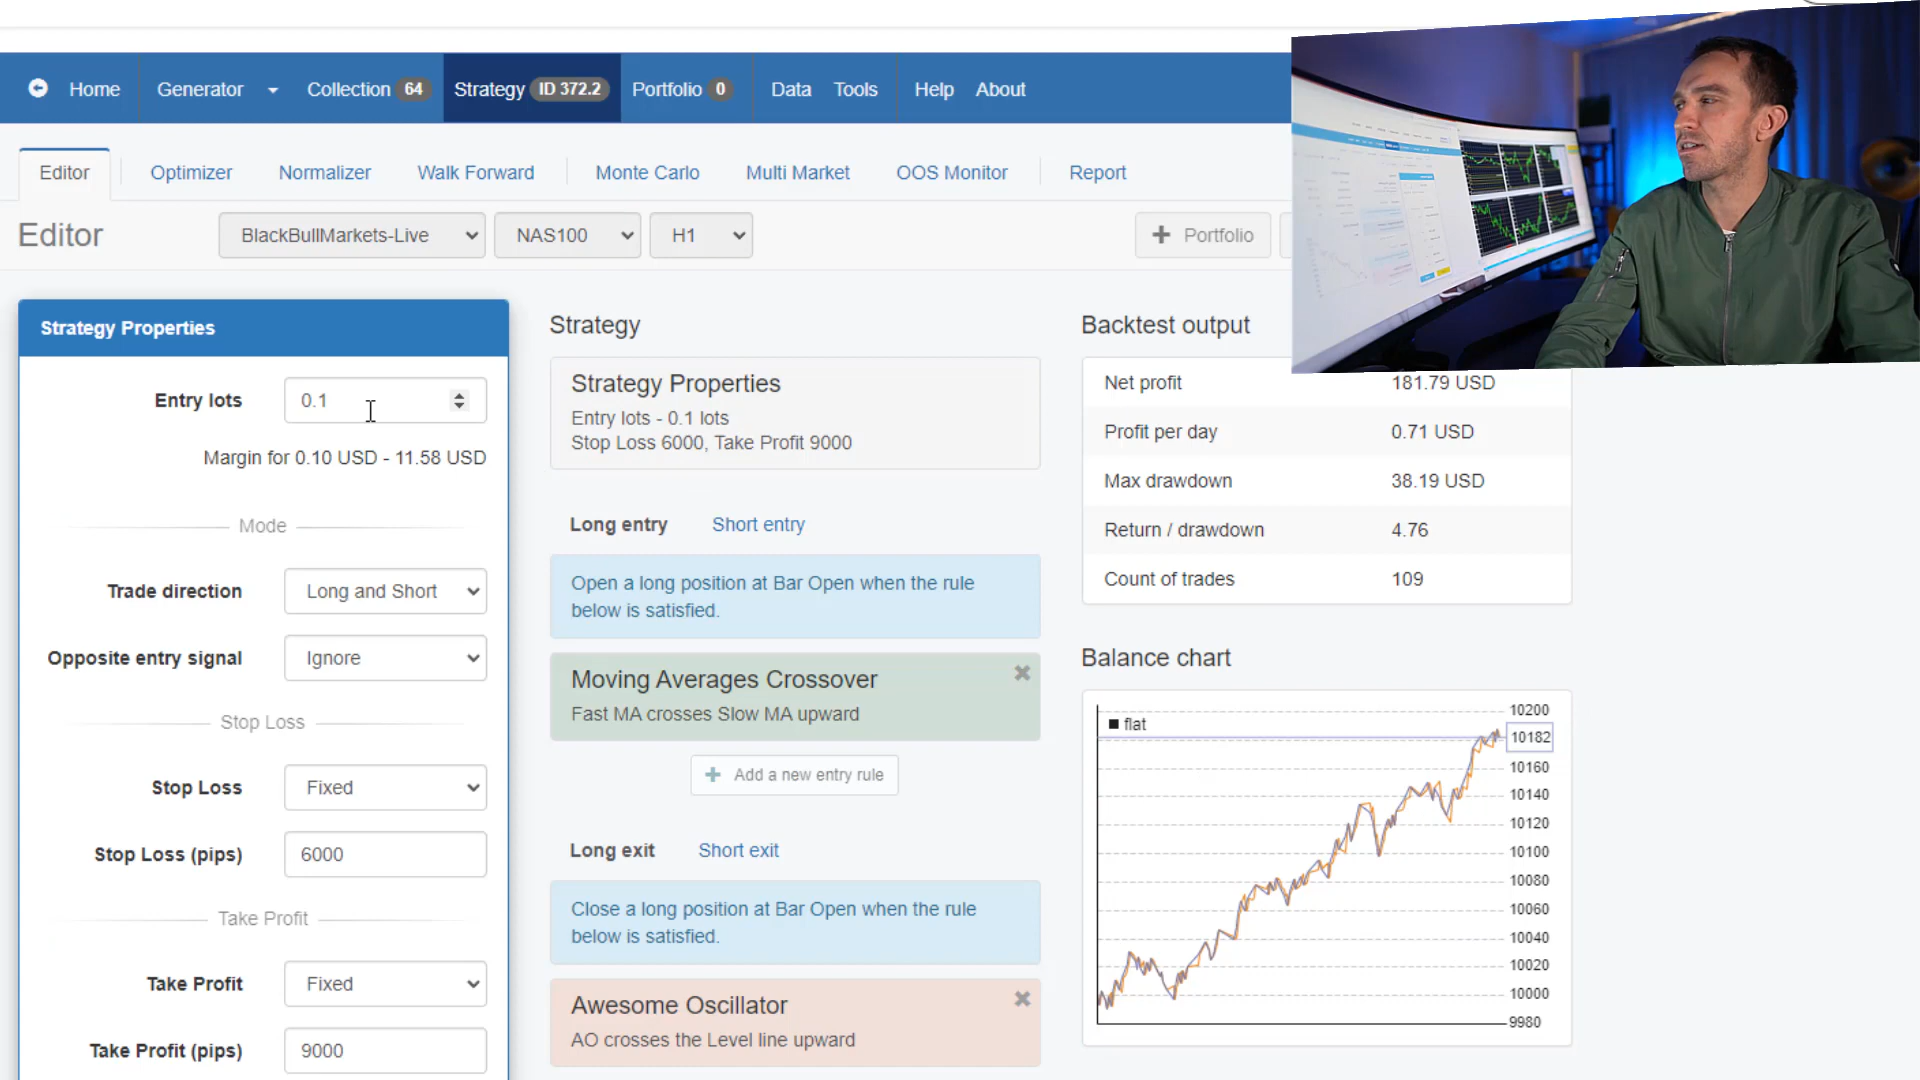 Home
Generator
Collection 64
Strategy ID 372.2
Portfolio 0
Data
Tools
Help
About
Editor
Optimizer
Normalizer
Walk Forward
Monte Carlo
Multi Market
OOS Monitor
Report
Editor
BlackBullMarkets-Live
NAS100
H1
+ Portfolio
Strategy Properties
Entry lots
0.1
Margin for 0.10 USD - 11.58 USD
Mode
Trade direction
Long and Short
Opposite entry signal
Ignore
Stop Loss
Stop Loss
Fixed
Stop Loss (pips)
6000
Take Profit
Take Profit
Fixed
Take Profit (pips)
9000
Strategy
Strategy Properties
Entry lots - 0.1 lots
Stop Loss 6000, Take Profit 9000
Long entry
Short entry
Open a long position at Bar Open when the rule
below is satisfied.
Moving Averages Crossover
Fast MA crosses Slow MA upward
+ Add a new entry rule
Long exit
Short exit
Close a long position at Bar Open when the rule
below is satisfied.
Awesome Oscillator
AO crosses the Level line upward
Backtest output
Net profit 181.79 USD
Profit per day 0.71 USD
Max drawdown 38.19 USD
Return / drawdown 4.76
Count of trades 109
Balance chart
flat
10200
10182
10160
10140
10120
10100
10080
10060
10040
10020
10000
9980